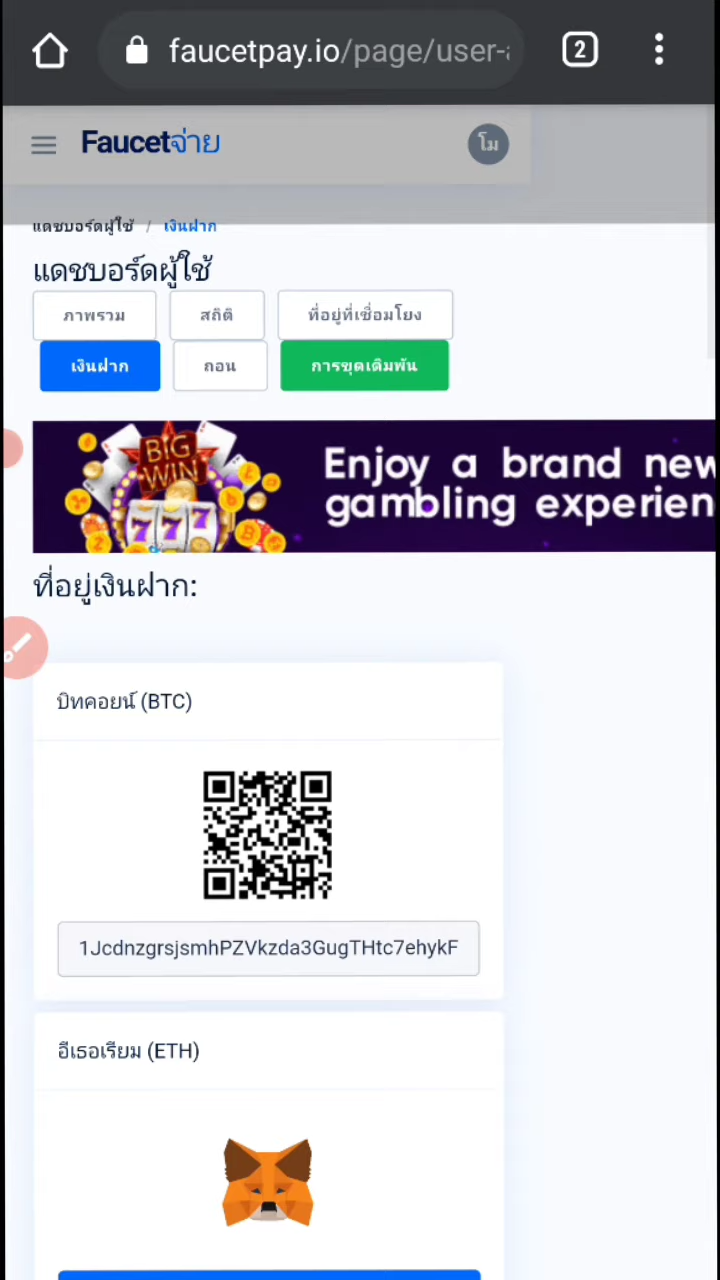 faucetpay.io/page/user-
2
Faucetจ่าย
โม
แดชบอร์ดผู้ใช้ / เงินฝาก
แดชบอร์ดผู้ใช้
ภาพรวม
สถิติ
ที่อยู่ที่เชื่อมโยง
เงินฝาก
ถอน
การขุดเดิมพัน
BIG
WIN
777
Enjoy a brand new
gambling experien
ที่อยู่เงินฝาก:
บิทคอยน์ (BTC)
1JcdnzgrsjsmhPZVkzda3GugTHtc7ehykF
อีเธอเรียม (ETH)